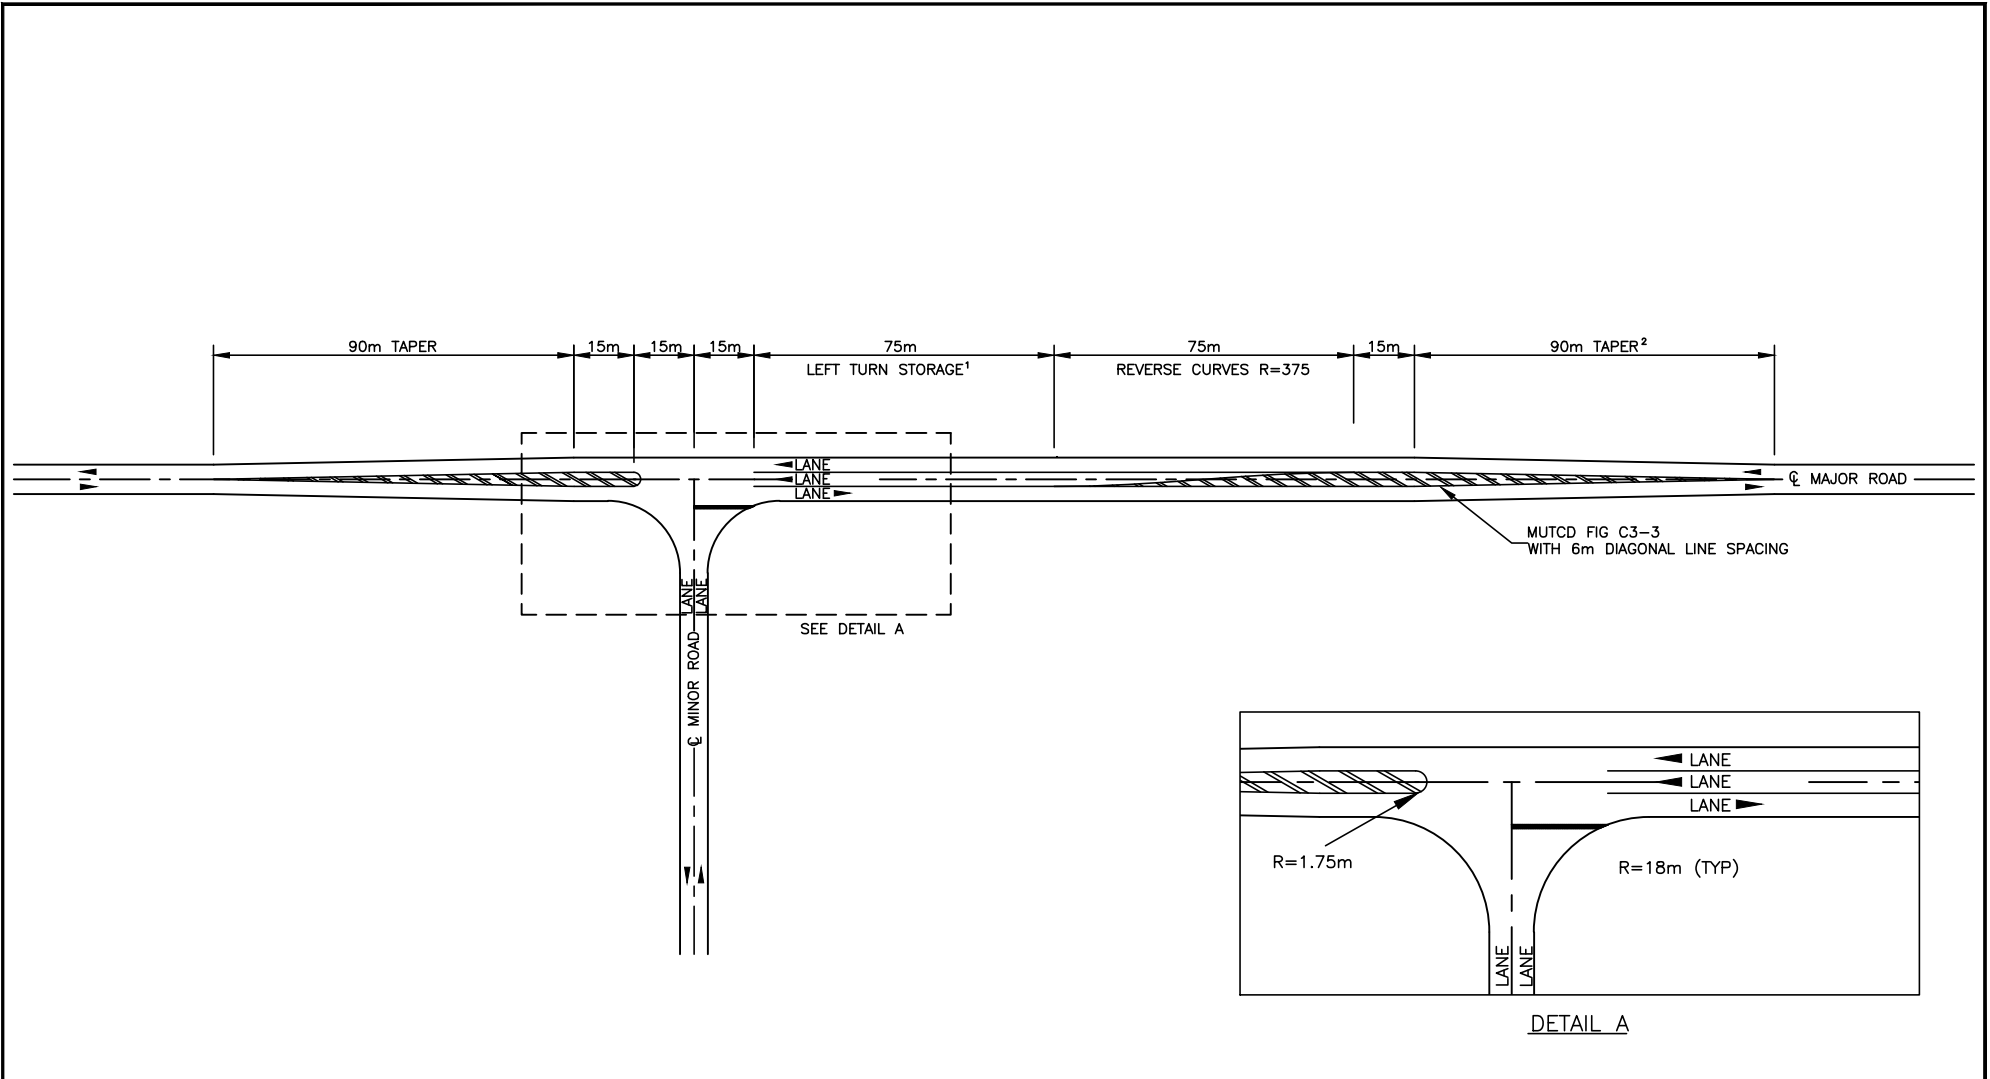 90m TAPER
15m
15m
15m
75m
75m
15m
90m TAPER²
LEFT TURN STORAGE¹
REVERSE CURVES R=375
LANE
LANE
LANE
℄ MAJOR ROAD
MUTCD FIG C3-3
WITH 6m DIAGONAL LINE SPACING
LANE
LANE
SEE DETAIL A
℄ MINOR ROAD
LANE
LANE
LANE
R=1.75m
R=18m (TYP)
LANE
LANE
DETAIL A